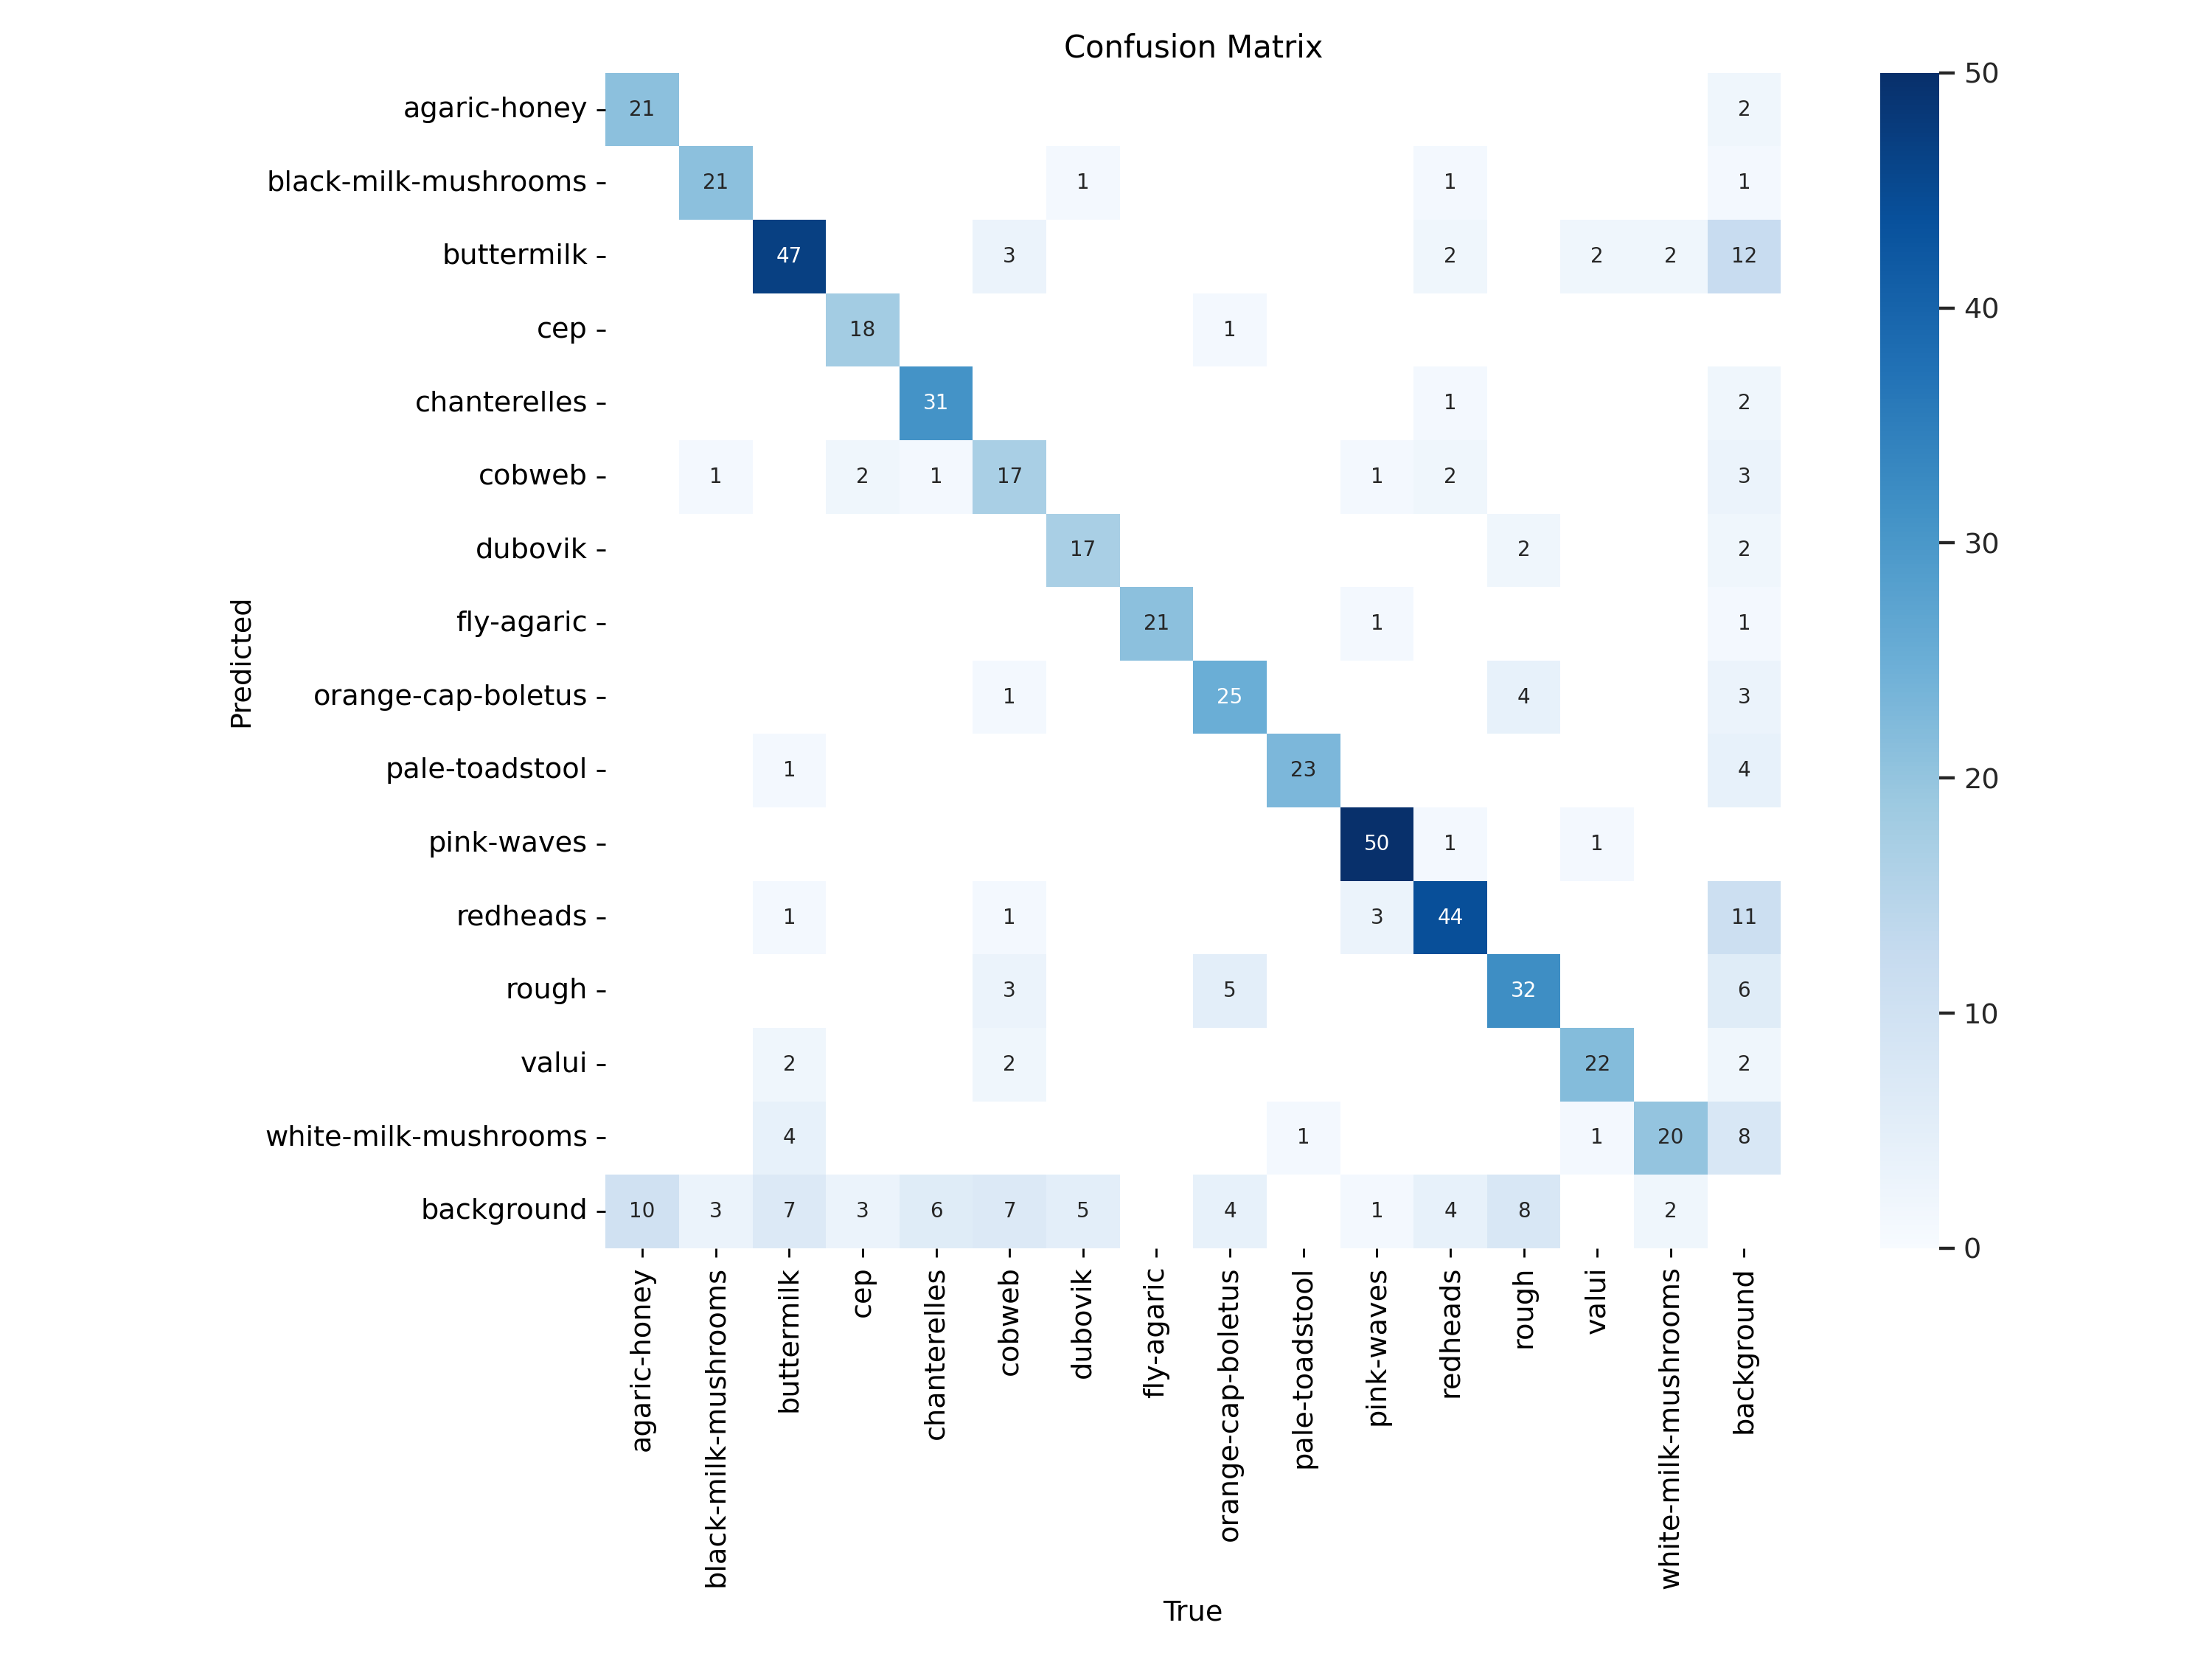 Confusion Matrix
agaric-honey 21 2
black-milk-mushrooms 21 1 1 1
buttermilk 47 3 2 2 2 12
cep 18 1
chanterelles 31 1 2
cobweb 1 2 1 17 1 2 3
dubovik 17 2 2
fly-agaric 21 1 1
orange-cap-boletus 1 25 4 3
pale-toadstool 1 23 4
pink-waves 50 1 1
redheads 1 1 3 44 11
rough 3 5 32 6
valui 2 2 22 2
white-milk-mushrooms 4 1 1 20 8
background 10 3 7 3 6 7 5 4 1 4 8 2
Predicted
agaric-honey
black-milk-mushrooms
buttermilk
cep
chanterelles
cobweb
dubovik
fly-agaric
orange-cap-boletus
pale-toadstool
pink-waves
redheads
rough
valui
white-milk-mushrooms
background
True
50
40
30
20
10
0